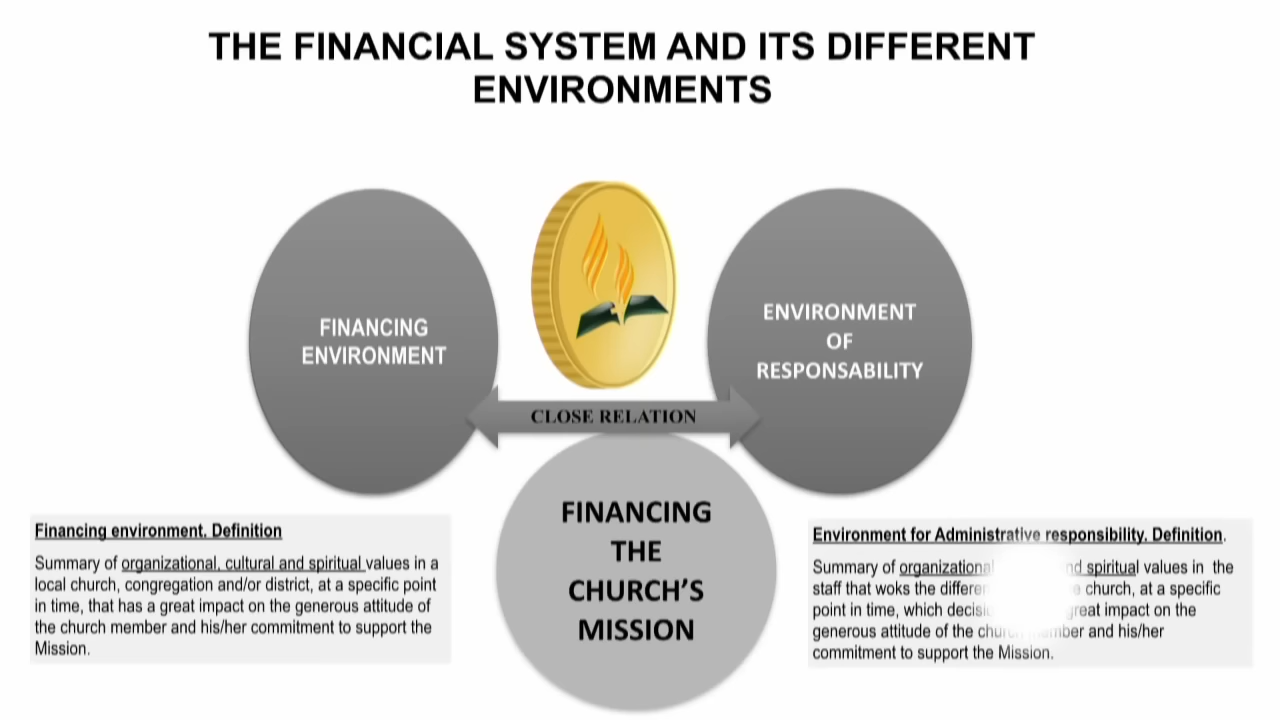 THE FINANCIAL SYSTEM AND ITS DIFFERENT
ENVIRONMENTS
FINANCING
ENVIRONMENT
ENVIRONMENT
OF
RESPONSABILITY
CLOSE RELATION
FINANCING
THE
CHURCH'S
MISSION
Financing environment. Definition
Summary of organizational, cultural and spiritual values in a
local church, congregation and/or district, at a specific point
in time, that has a great impact on the generous attitude of
the church member and his/her commitment to support the
Mission.
Environment for Administrative responsibility. Definition.
Summary of spiritual values in the
staff that woks the church, at a specific
point in time, which great impact on the
generous attitude of the church member and his/her
commitment to support the Mission.